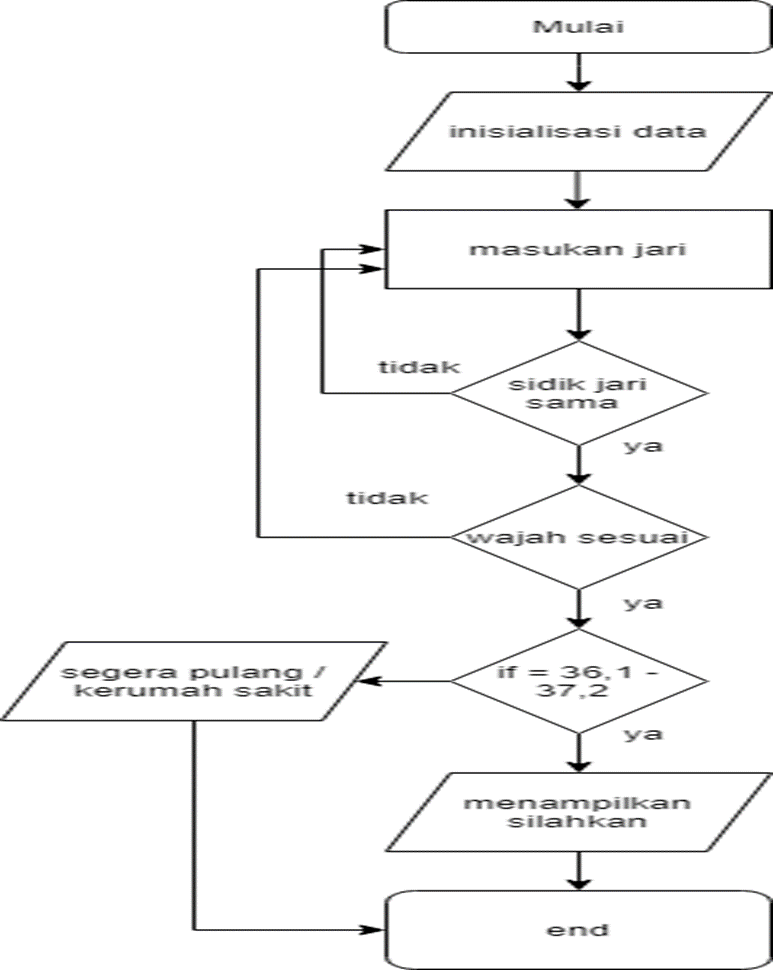 Mulai
inisialisasi data
masukan jari
tidak
sidik jari
sama
ya
tidak
wajah sesuai
ya
segera pulang /
kerumah sakit
if = 36,1 -
37,2
ya
menampilkan
silahkan
end